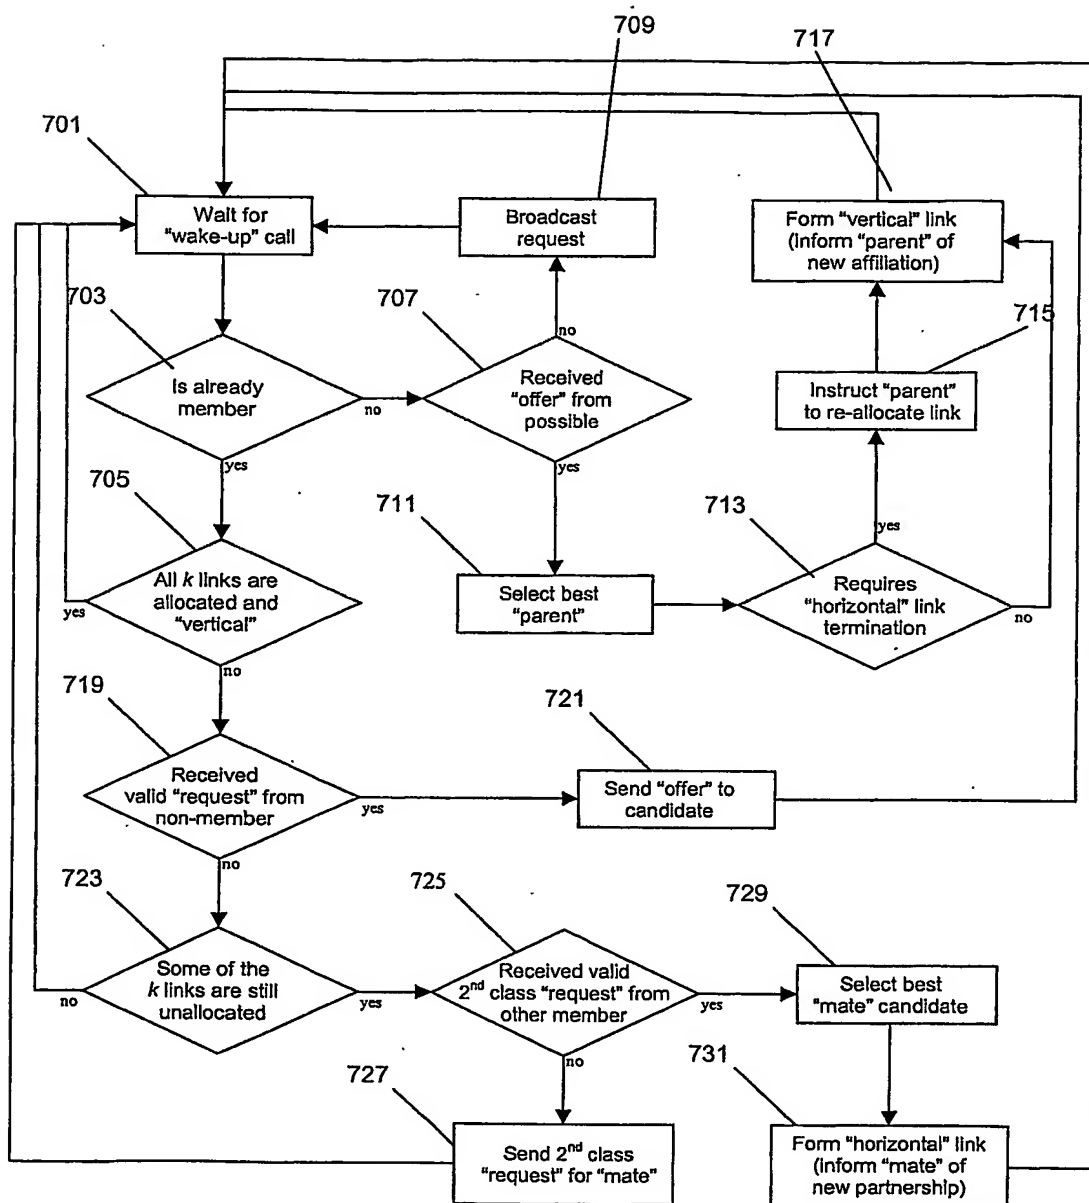 709
717
701
Wait for
"wake-up" call
Broadcast
request
Form "vertical" link
(Inform "parent" of
new affiliation)
703
707
no
715
Is already
member
no
Received
"offer" from
possible
Instruct "parent"
to re-allocate link
yes
yes
705
711
713
yes
All k links are
allocated and
"vertical"
yes
Select best
"parent"
Requires
"horizontal" link
termination
no
no
719
721
Received
valid "request" from
non-member
yes
Send "offer" to
candidate
no
723
725
729
Some of the
k links are still
unallocated
no
yes
Received valid
2nd class "request" from
other member
yes
Select best
"mate" candidate
no
727
731
Send 2nd class
"request" for "mate"
Form "horizontal" link
(inform "mate" of
new partnership)